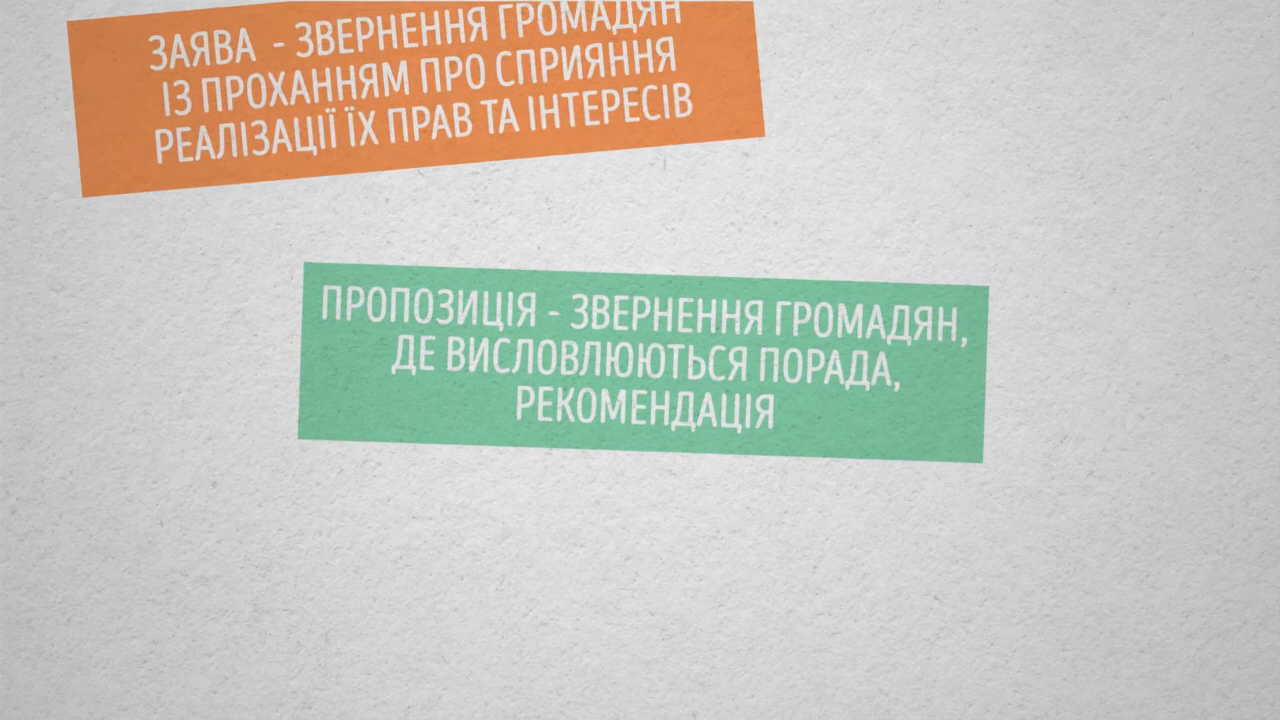 ЗАЯВА - ЗВЕРНЕННЯ ГРОМАДЯН
ІЗ ПРОХАННЯМ ПРО СПРИЯННЯ
РЕАЛІЗАЦІЇ ЇХ ПРАВ ТА ІНТЕРЕСІВ
ПРОПОЗИЦІЯ - ЗВЕРНЕННЯ ГРОМАДЯН,
ДЕ ВИСЛОВЛЮЮТЬСЯ ПОРАДА,
РЕКОМЕНДАЦІЯ